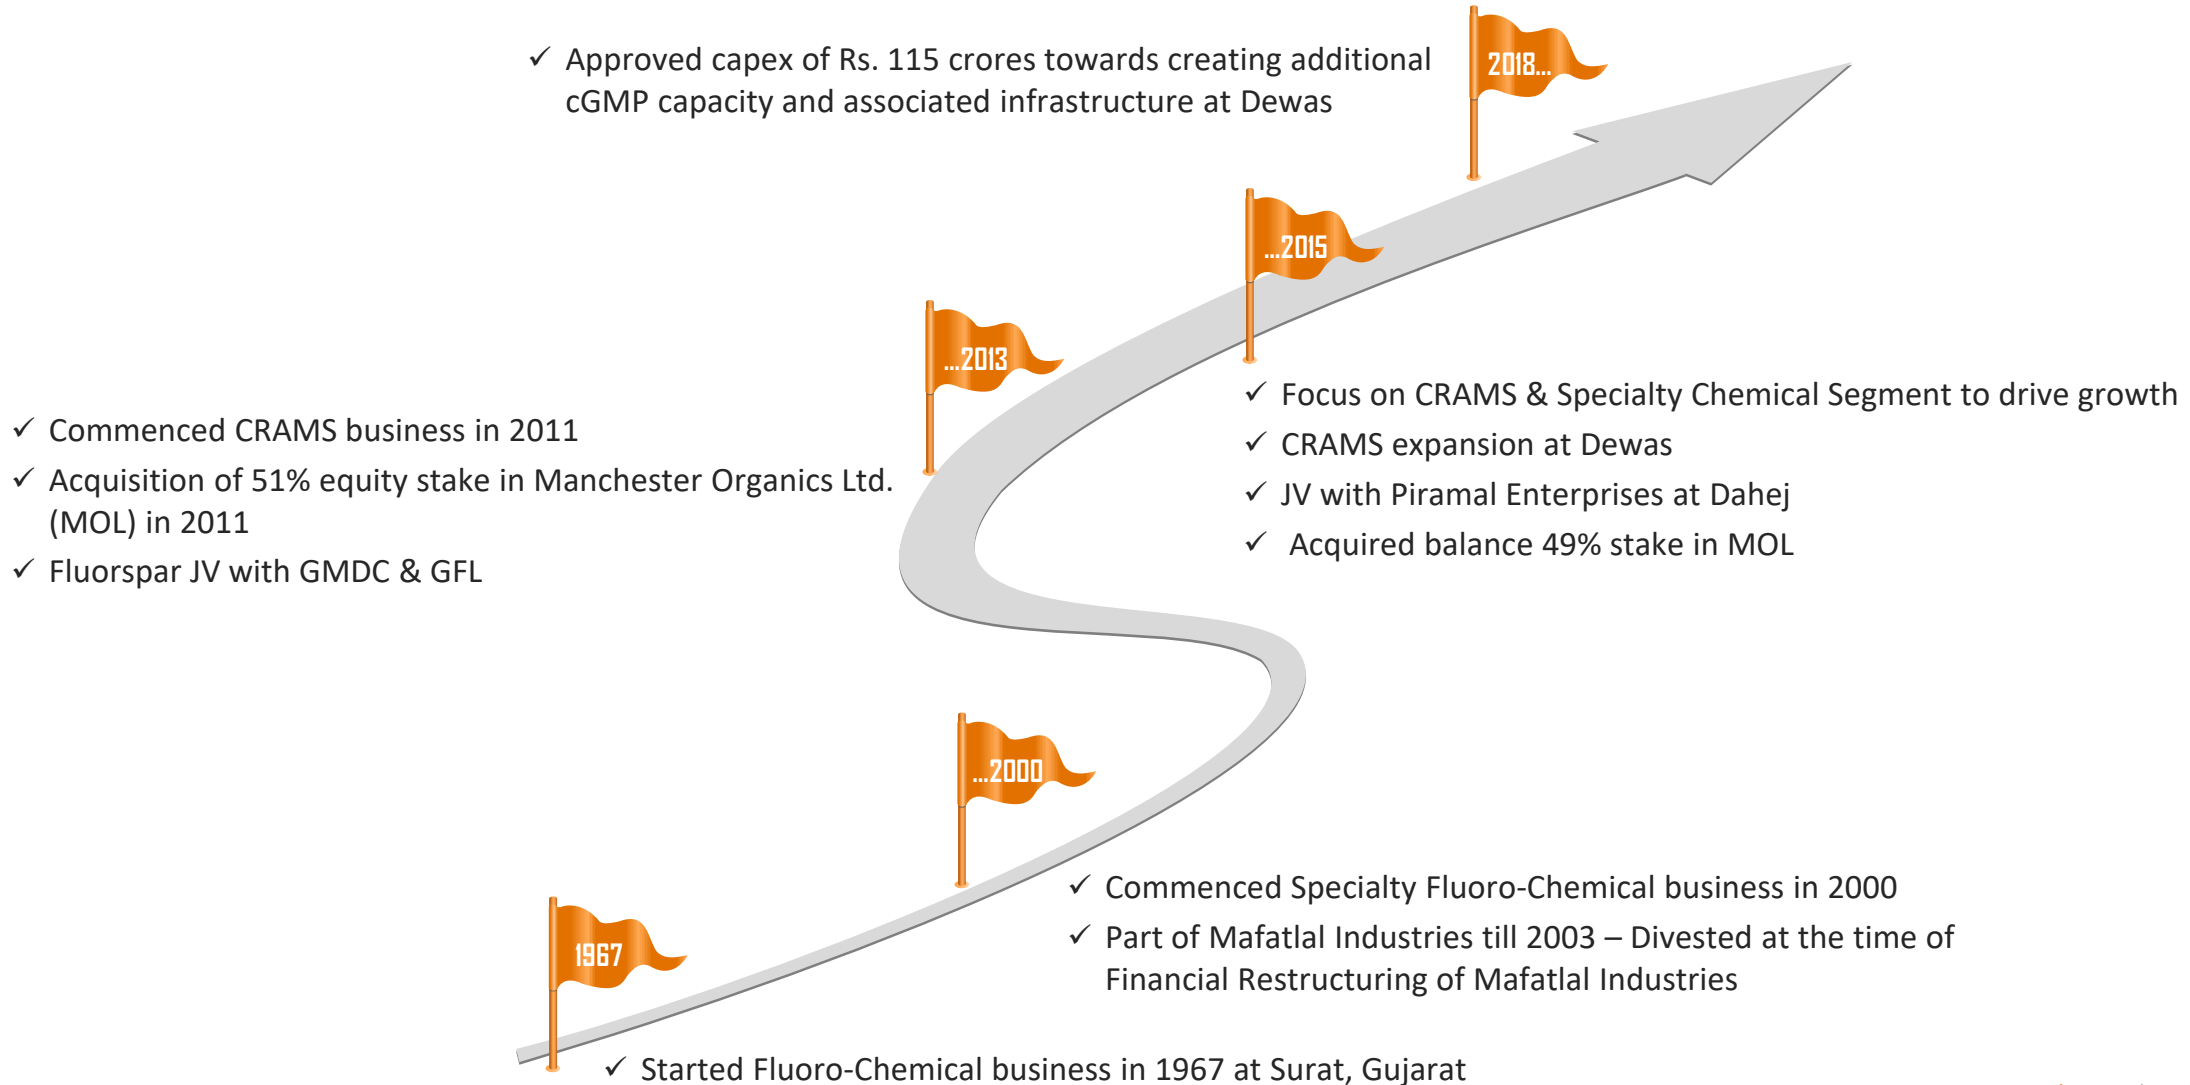 ✓ Approved capex of Rs. 115 crores towards creating additional
cGMP capacity and associated infrastructure at Dewas
2018...
...2015
...2013
✓ Commenced CRAMS business in 2011
✓ Acquisition of 51% equity stake in Manchester Organics Ltd.
(MOL) in 2011
✓ Fluorspar JV with GMDC & GFL
✓ Focus on CRAMS & Specialty Chemical Segment to drive growth
✓ CRAMS expansion at Dewas
✓ JV with Piramal Enterprises at Dahej
✓ Acquired balance 49% stake in MOL
...2000
✓ Commenced Specialty Fluoro-Chemical business in 2000
✓ Part of Mafatlal Industries till 2003 – Divested at the time of
Financial Restructuring of Mafatlal Industries
1967
✓ Started Fluoro-Chemical business in 1967 at Surat, Gujarat